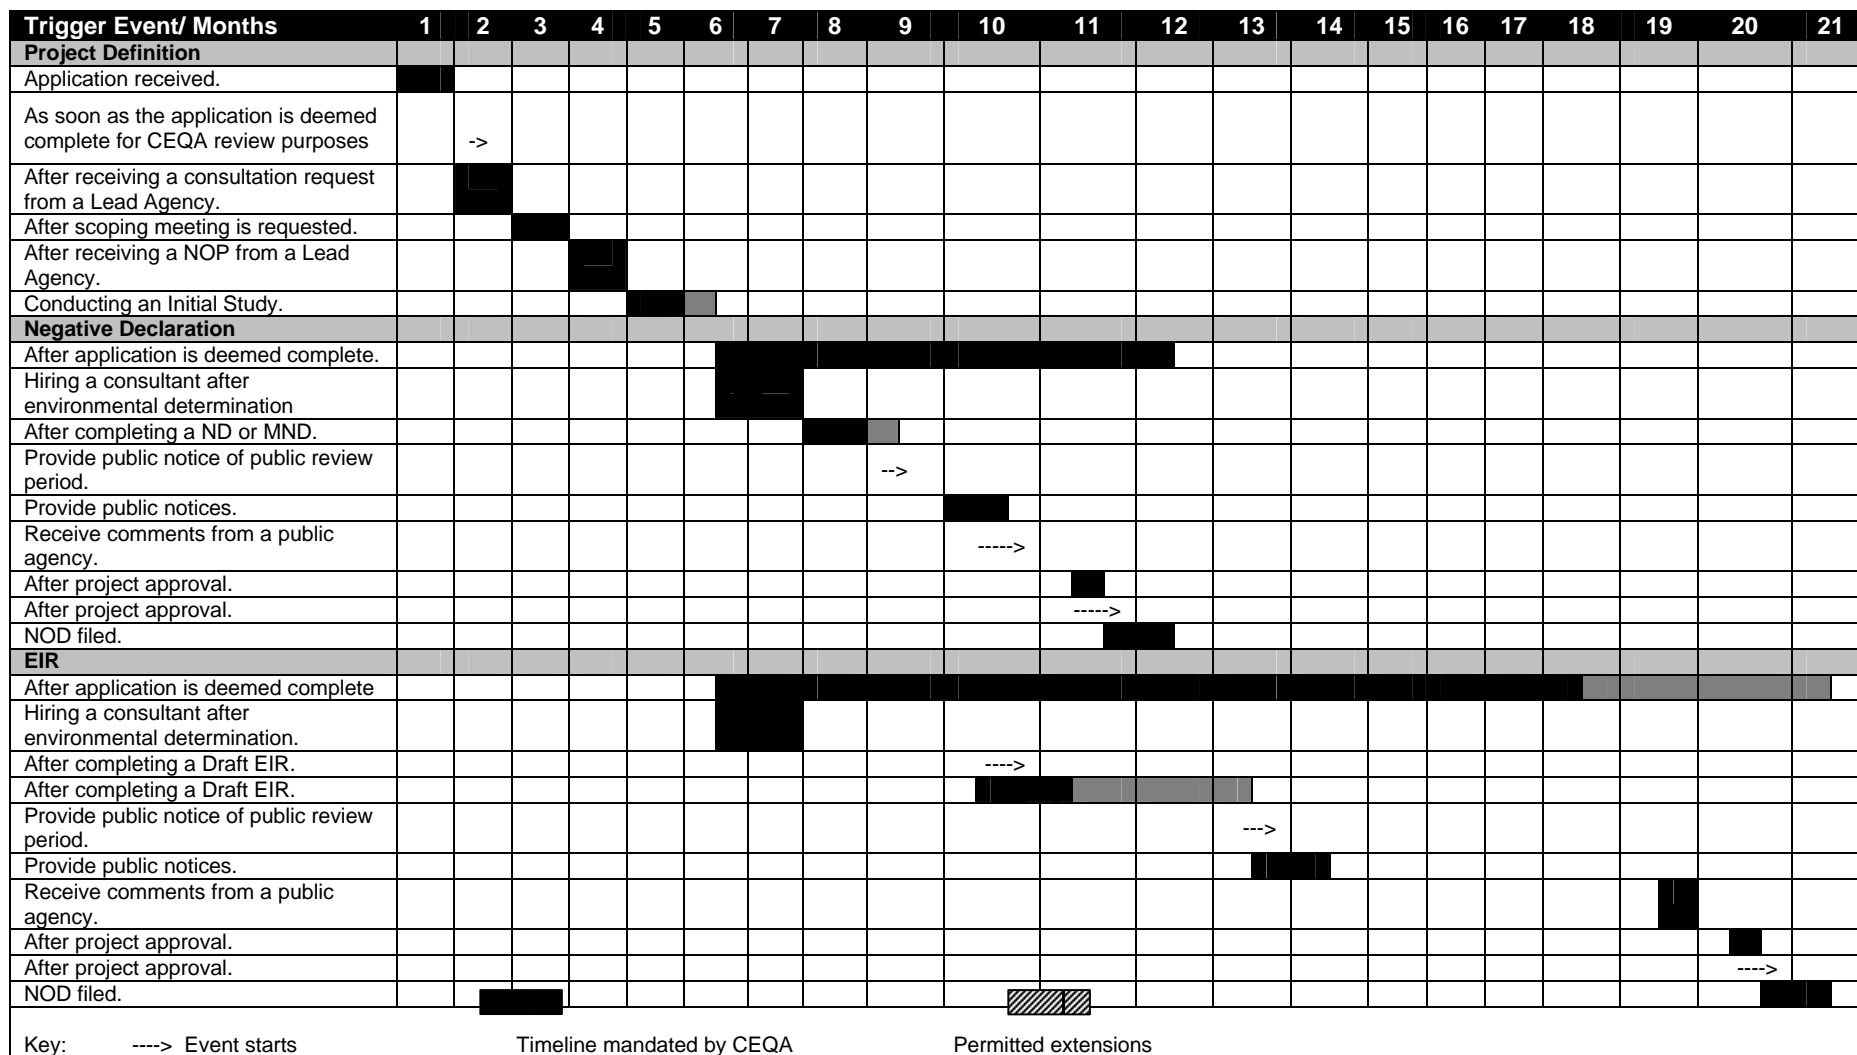 Trigger Event/ Months 1 2 3 4 5 6 7 8 9 10 11 12 13 14 15 16 17 18 19 20 21
Project Definition
Application received.
As soon as the application is deemed
complete for CEQA review purposes ->
After receiving a consultation request
from a Lead Agency.
After scoping meeting is requested.
After receiving a NOP from a Lead
Agency.
Conducting an Initial Study.
Negative Declaration
After application is deemed complete.
Hiring a consultant after
environmental determination
After completing a ND or MND.
Provide public notice of public review
period. -->
Provide public notices.
Receive comments from a public
agency. ----->
After project approval.
After project approval. ----->
NOD filed.
EIR
After application is deemed complete
Hiring a consultant after
environmental determination.
After completing a Draft EIR. ---->
After completing a Draft EIR.
Provide public notice of public review
period. --->
Provide public notices.
Receive comments from a public
agency.
After project approval.
After project approval. ---->
NOD filed.
Key: ----> Event starts Timeline mandated by CEQA Permitted extensions